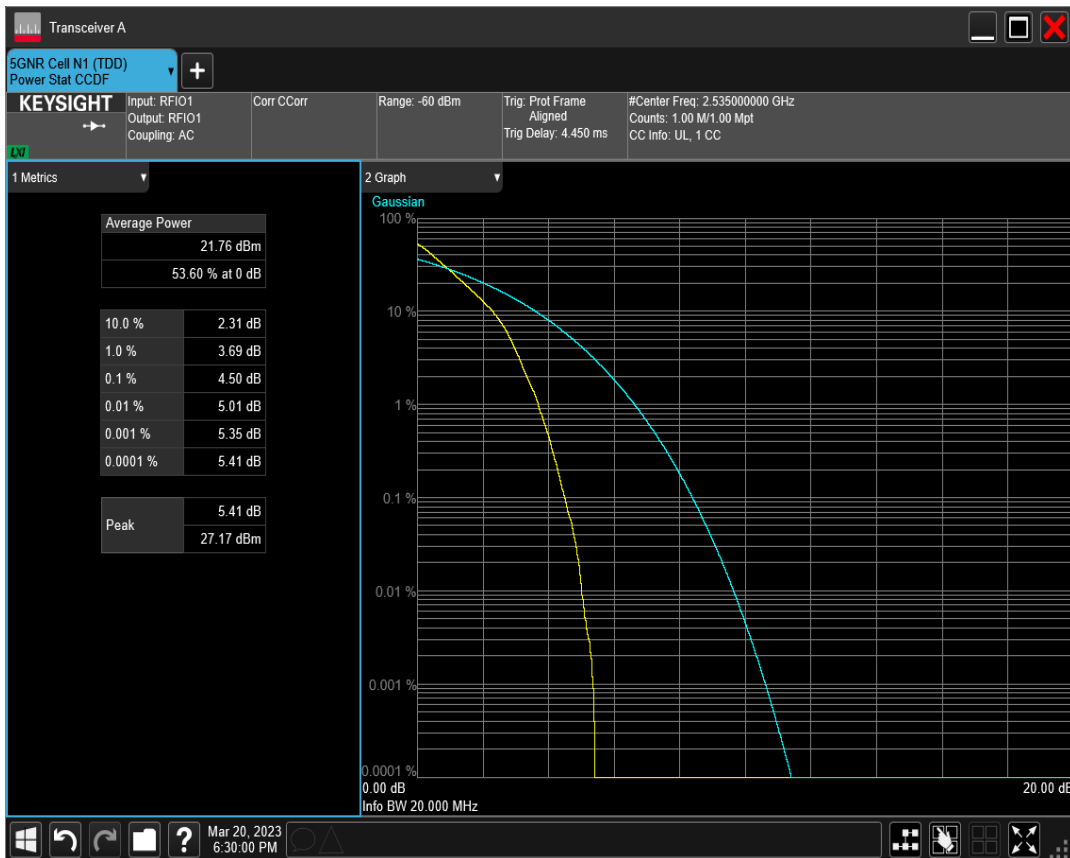 Transceiver A
5GNR Cell N1 (TDD)
Power Stat CCDF
KEYSIGHT
LXI
Input: RFIO1
Output: RFIO1
Coupling: AC
Corr CCorr
Range: -60 dBm
Trig: Prot Frame
Aligned
Trig Delay: 4.450 ms
#Center Freq: 2.535000000 GHz
Counts: 1.00 M/1.00 Mpt
CC Info: UL, 1 CC
1 Metrics
Average Power
21.76 dBm
53.60 % at 0 dB
10.0 % 2.31 dB
1.0 % 3.69 dB
0.1 % 4.50 dB
0.01 % 5.01 dB
0.001 % 5.35 dB
0.0001 % 5.41 dB
Peak 5.41 dB
27.17 dBm
2 Graph
Gaussian
100 %
10 %
1 %
0.1 %
0.01 %
0.001 %
0.0001 %
0.00 dB 20.00 dB
Info BW 20.000 MHz
?
Mar 20, 2023
6:30:00 PM